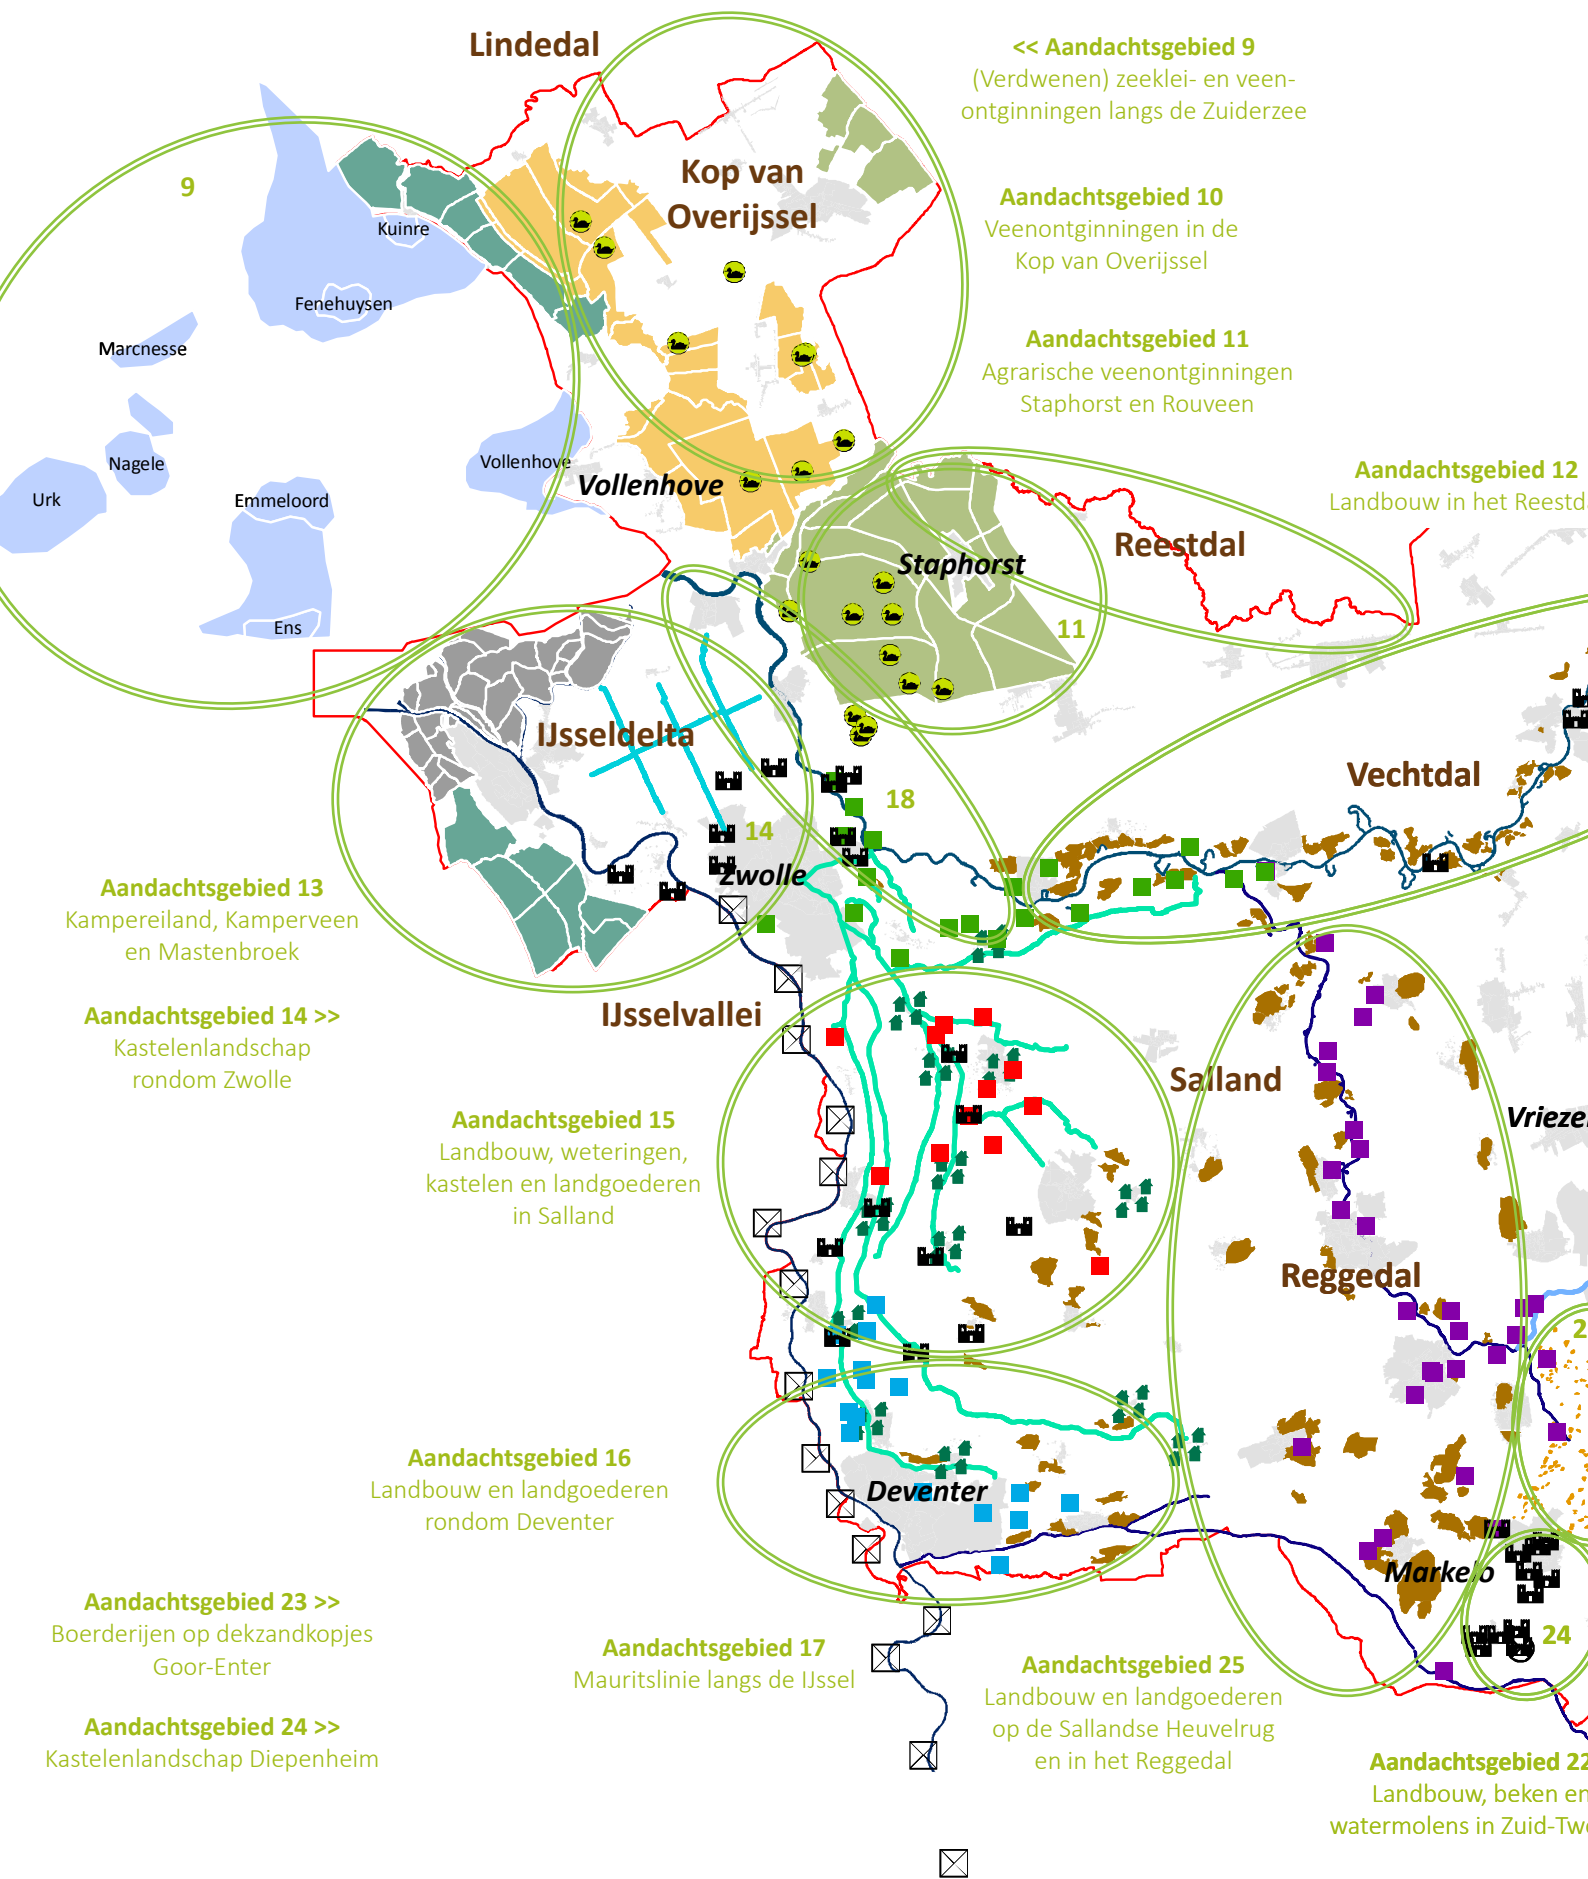 Lindedal
<< Aandachtsgebied 9
(Verdwenen) zeeklei- en veen-
ontginningen langs de Zuiderzee
Kop van
Overijssel
9
Aandachtsgebied 10
Veenontginningen in de
Kop van Overijssel
Kuinre
Fenehuysen
Marcnesse
Aandachtsgebied 11
Agrarische veenontginningen
Staphorst en Rouveen
Nagele
Urk
Emmeloord
Vollenhove
Vollenhove
Ens
Aandachtsgebied 12
Landbouw in het
Reestdal
Staphorst
11
IJsseldelta
18
Vechtdal
14
Zwolle
Aandachtsgebied 13
Kampereiland, Kamperveen
en Mastenbroek
IJsselvallei
Aandachtsgebied 14 >>
Kastelenlandschap
rondom Zwolle
Salland
Aandachtsgebied 15
Landbouw, weteringen,
kastelen en landgoederen
in Salland
Reggedal
Aandachtsgebied 16
Landbouw en landgoederen
rondom Deventer
Deventer
Markelo
24
Aandachtsgebied 23 >>
Boerderijen op dekzandkopjes
Goor-Enter
Aandachtsgebied 17
Mauritslinie langs de IJssel
Aandachtsgebied 25
Landbouw en landgoederen
op de Sallandse Heuvelrug
en in het Reggedal
Aandachtsgebied 24 >>
Kastelenlandschap Diepenheim
Aandachtsgebied 22
Landbouw, beken en
watermolens in